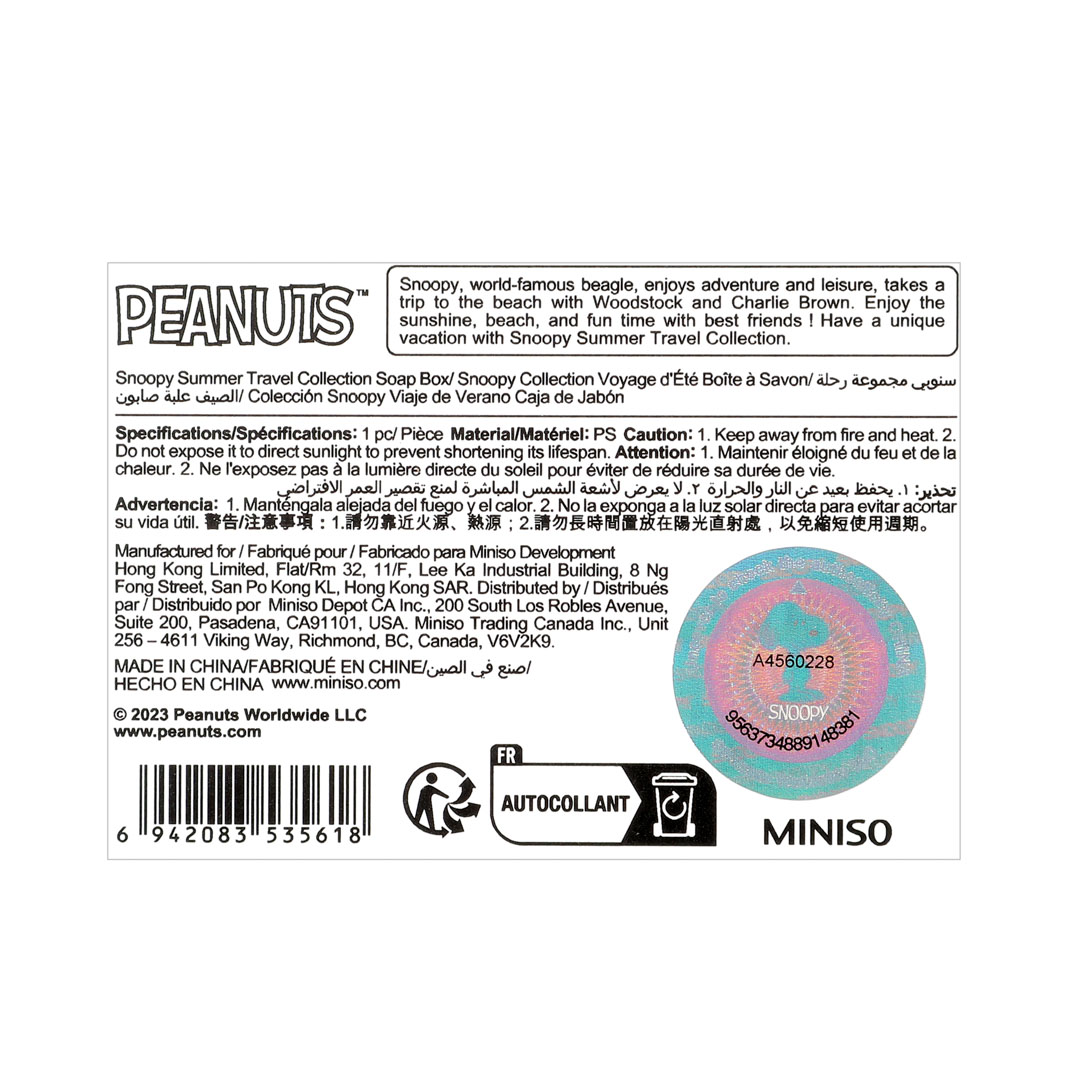 PEANUTS™
Snoopy, world-famous beagle, enjoys adventure and leisure, takes a
trip to the beach with Woodstock and Charlie Brown. Enjoy the
sunshine, beach, and fun time with best friends ! Have a unique
vacation with Snoopy Summer Travel Collection.
Snoopy Summer Travel Collection Soap Box/ Snoopy Collection Voyage d'Été Boîte à Savon/ سنوبي مجموعة رحلة
الصيف علبة صابون/ Colección Snoopy Viaje de Verano Caja de Jabón
Specifications/Spécifications: 1 pc/ Pièce Material/Matériel: PS Caution: 1. Keep away from fire and heat. 2.
Do not expose it to direct sunlight to prevent shortening its lifespan. Attention: 1. Maintenir éloigné du feu et de la
chaleur. 2. Ne l'exposez pas à la lumière directe du soleil pour éviter de réduire sa durée de vie.
تحذير: ١. يحفظ بعيد عن النار والحرارة ٢. لا يعرض لأشعة الشمس المباشرة لمنع تقصير العمر الافتراضي
Advertencia: 1. Manténgala alejada del fuego y el calor. 2. No la exponga a la luz solar directa para evitar acortar
su vida útil. 警告/注意事項：1.請勿靠近火源、熱源；2.請勿長時間置放在陽光直射處，以免縮短使用週期。
Manufactured for / Fabriqué pour / Fabricado para Miniso Development
Hong Kong Limited, Flat/Rm 32, 11/F, Lee Ka Industrial Building, 8 Ng
Fong Street, San Po Kong KL, Hong Kong SAR. Distributed by / Distribués
par / Distribuido por Miniso Depot CA Inc., 200 South Los Robles Avenue,
Suite 200, Pasadena, CA91101, USA. Miniso Trading Canada Inc., Unit
256 – 4611 Viking Way, Richmond, BC, Canada, V6V2K9.
MADE IN CHINA/FABRIQUÉ EN CHINE/صنع في الصين/
HECHO EN CHINA www.miniso.com
© 2023 Peanuts Worldwide LLC
www.peanuts.com
A4560228
SNOOPY
9563734889148381
6 942083 535618
FR
AUTOCOLLANT
MINISO